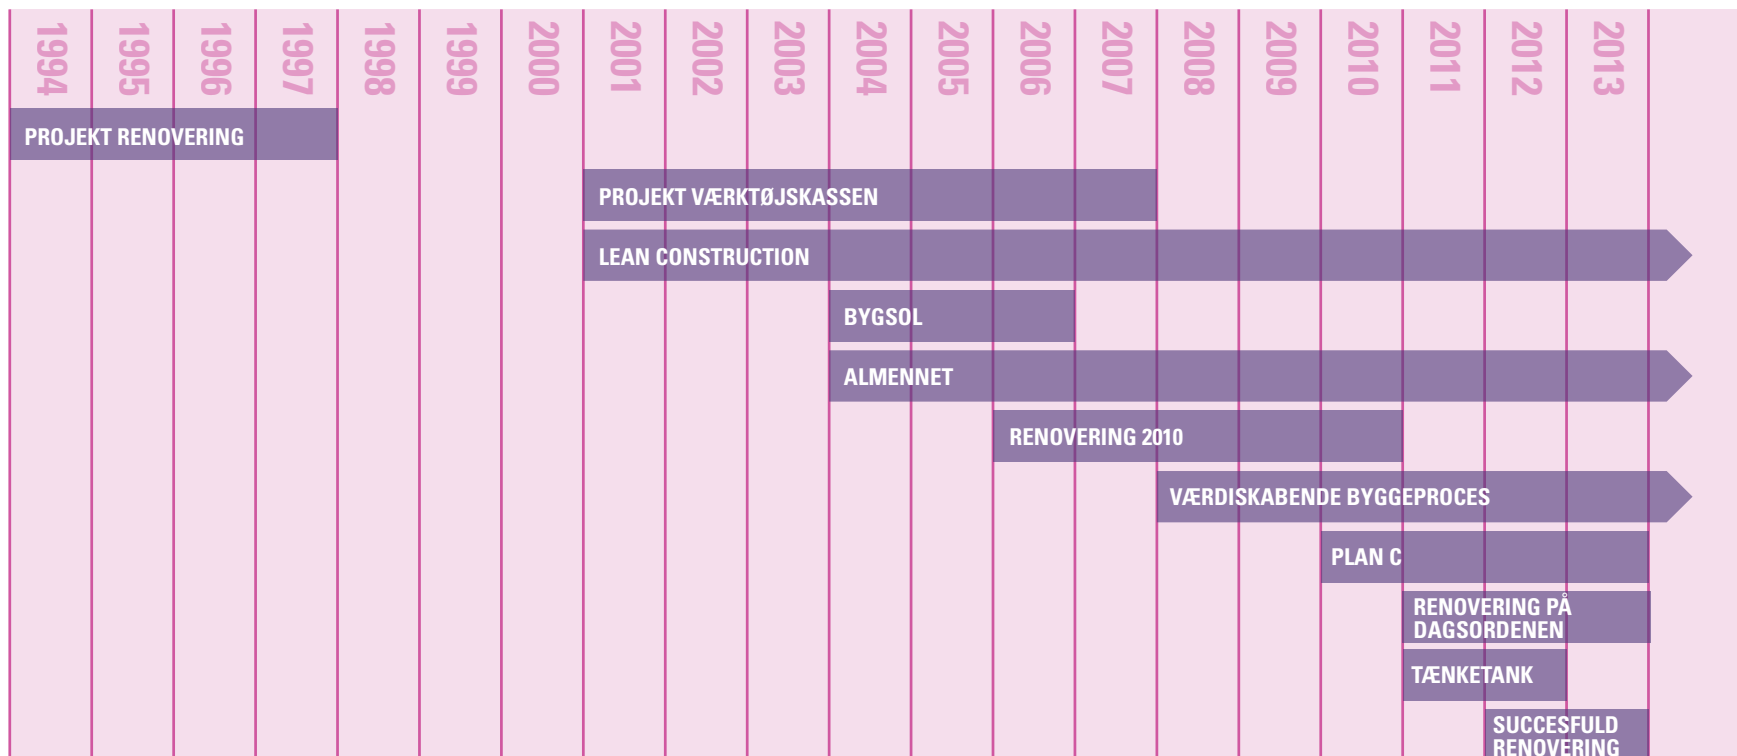 1994 1995 1996 1997 1998 1999 2000 2001 2002 2003 2004 2005 2006 2007 2008 2009 2010 2011 2012 2013
PROJEKT RENOVERING
PROJEKT VÆRKTØJSKASSEN
LEAN CONSTRUCTION
BYGSOL
ALMENNET
RENOVERING 2010
VÆRDISKABENDE BYGGEPROCES
PLAN C
RENOVERING PÅ
DAGSORDENEN
TÆNKETANK
SUCCESFULD
RENOVERING